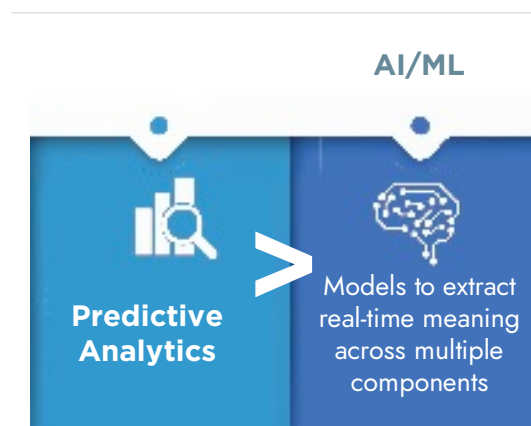 AI/ML
Predictive
Analytics
>
Models to extract
real-time meaning
across multiple
components